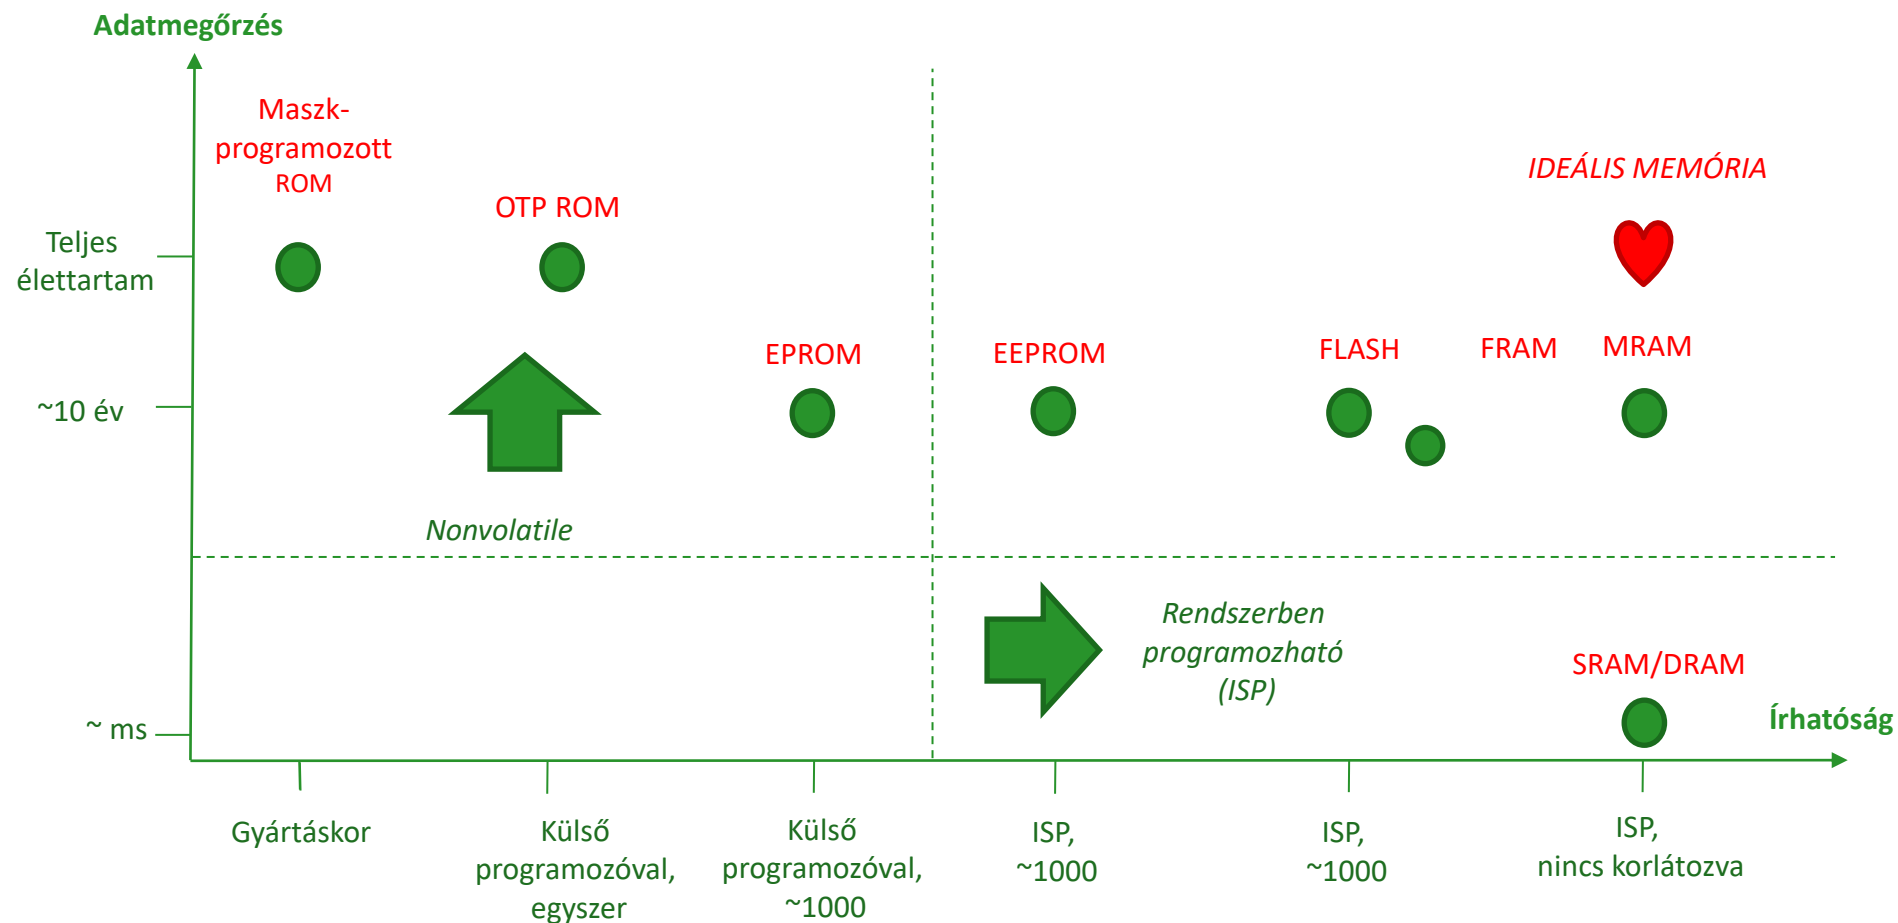 Adatmegőrzés
Maszk-
programozott
ROM
OTP ROM
IDEÁLIS MEMÓRIA
Teljes
élettartam
EPROM
EEPROM
FLASH
FRAM
MRAM
~10 év
Nonvolatile
Rendszerben
programozható
(ISP)
SRAM/DRAM
~ ms
Írhatóság
Gyártáskor
Külső
programozóval,
egyszer
Külső
programozóval,
~1000
ISP,
~1000
ISP,
~1000
ISP,
nincs korlátozva